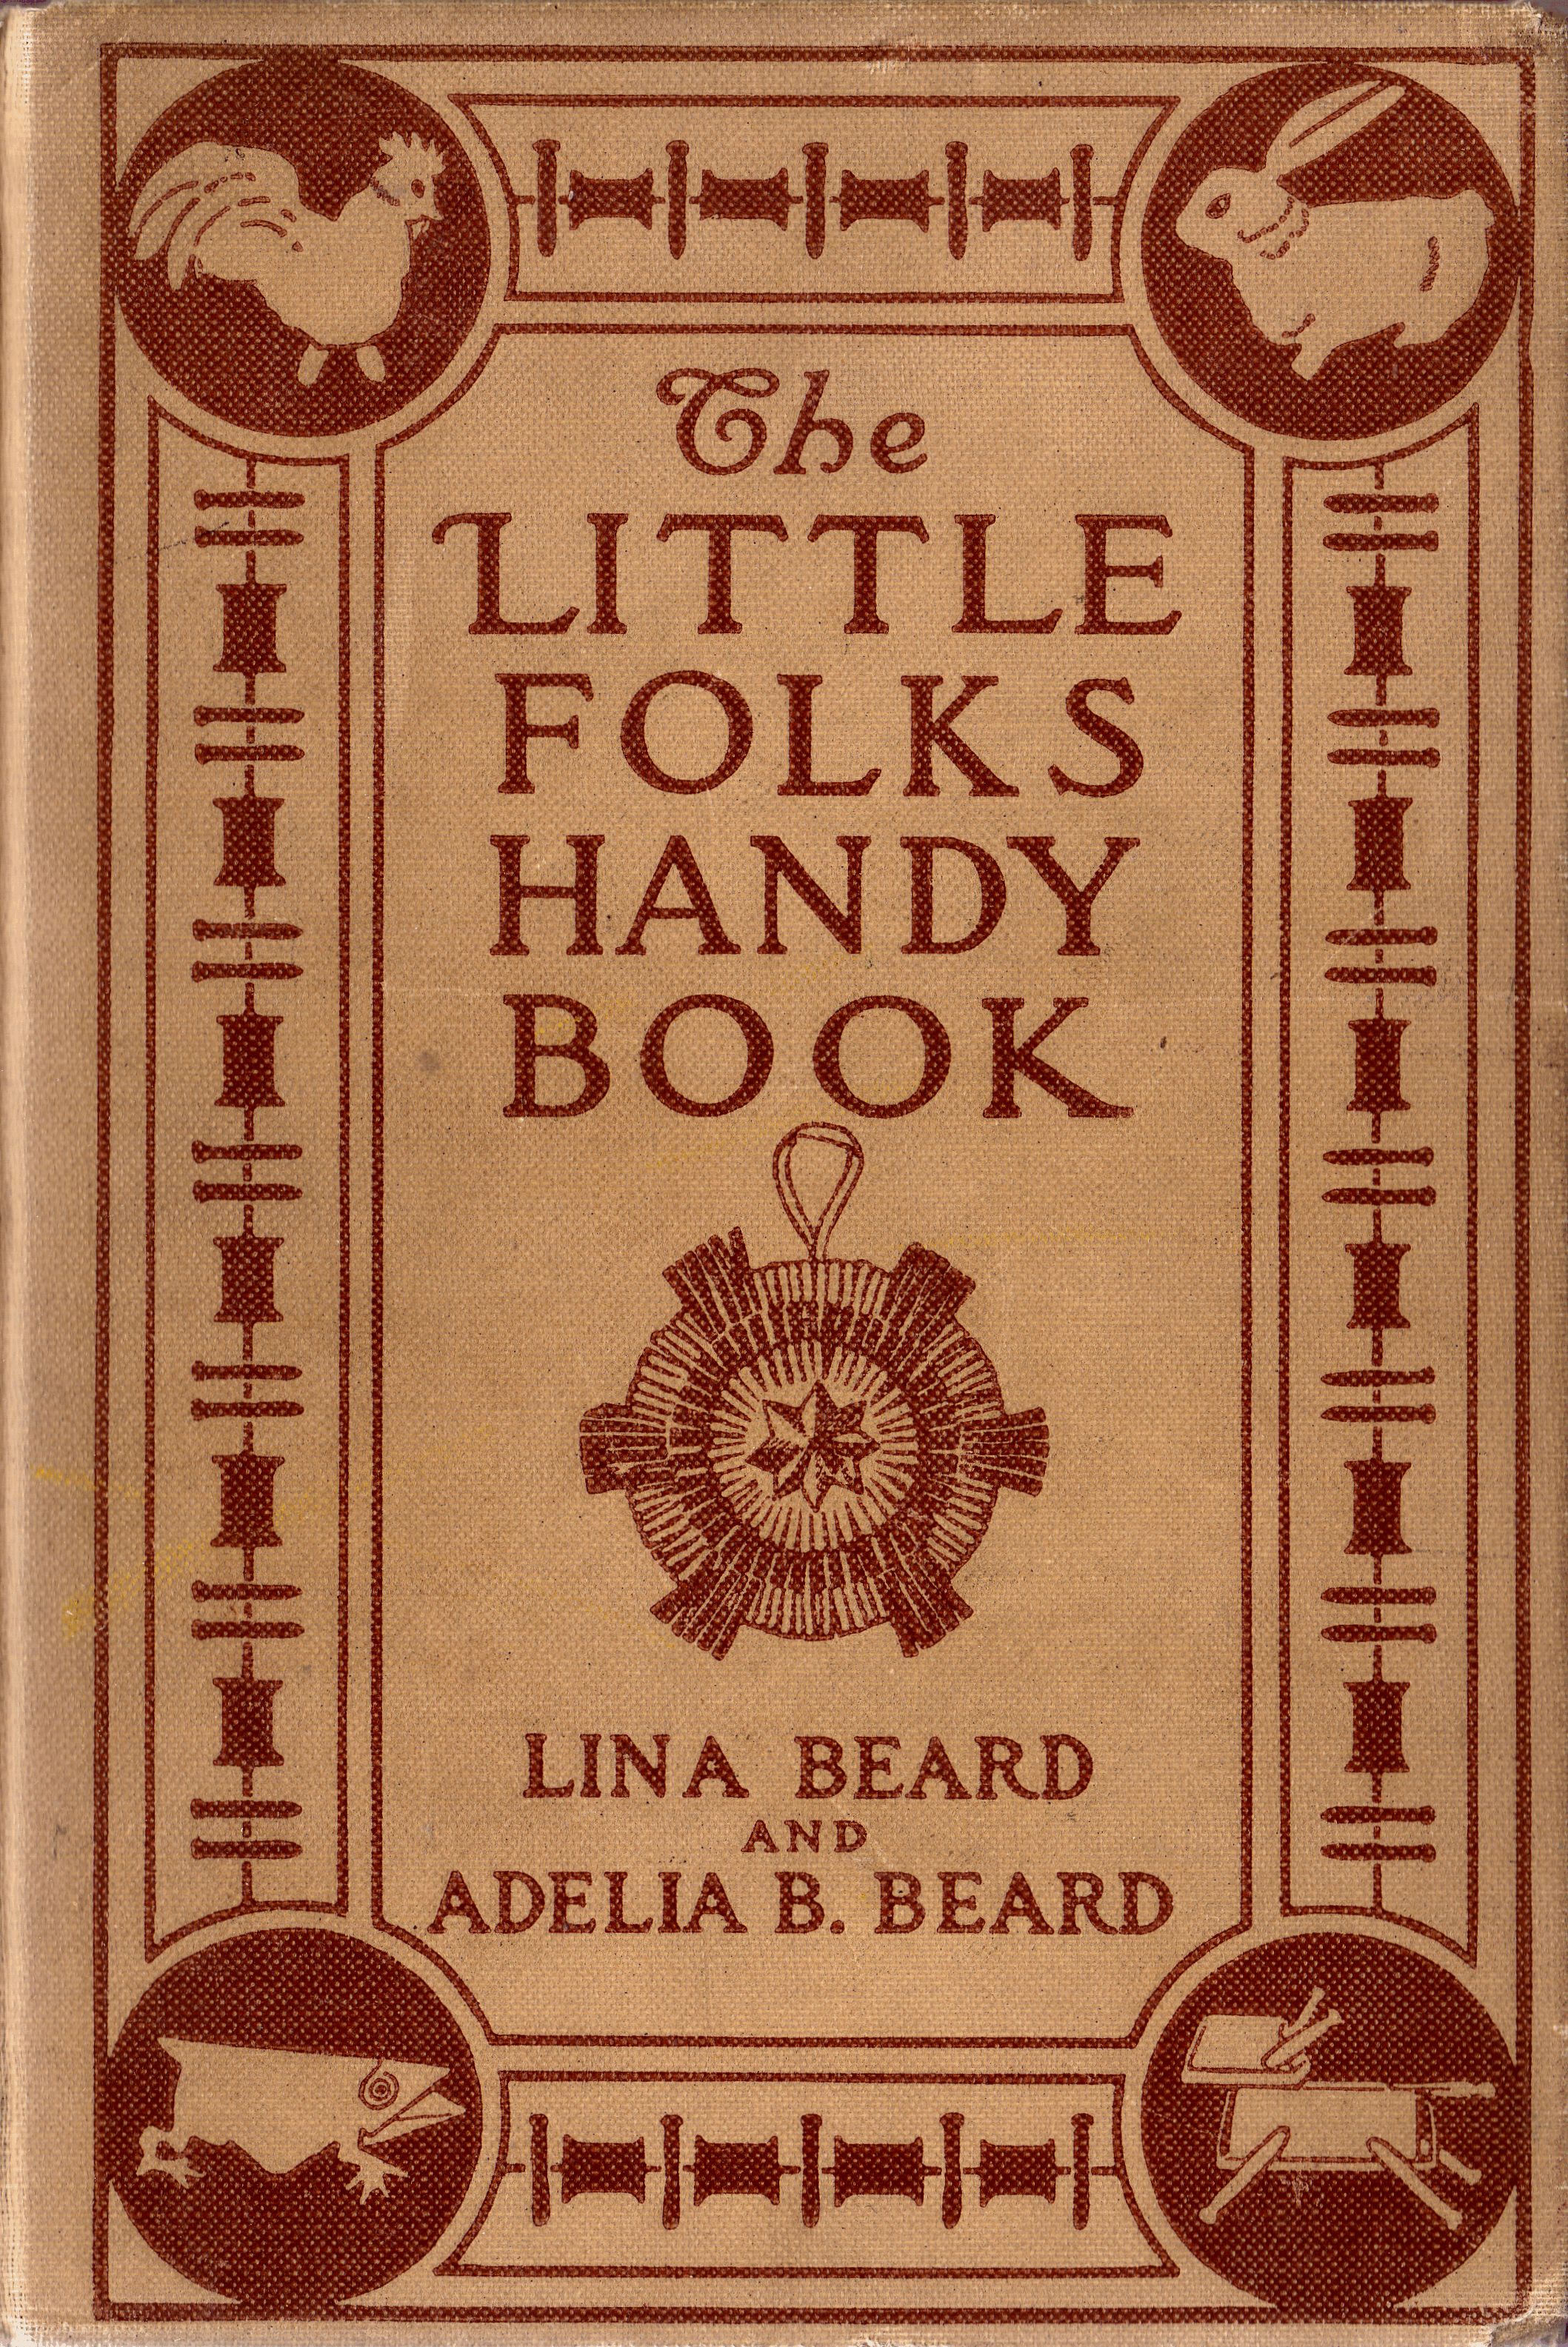 The
LITTLE
FOLKS
HANDY
BOOK
LINA BEARD
AND
ADELIA B. BEARD